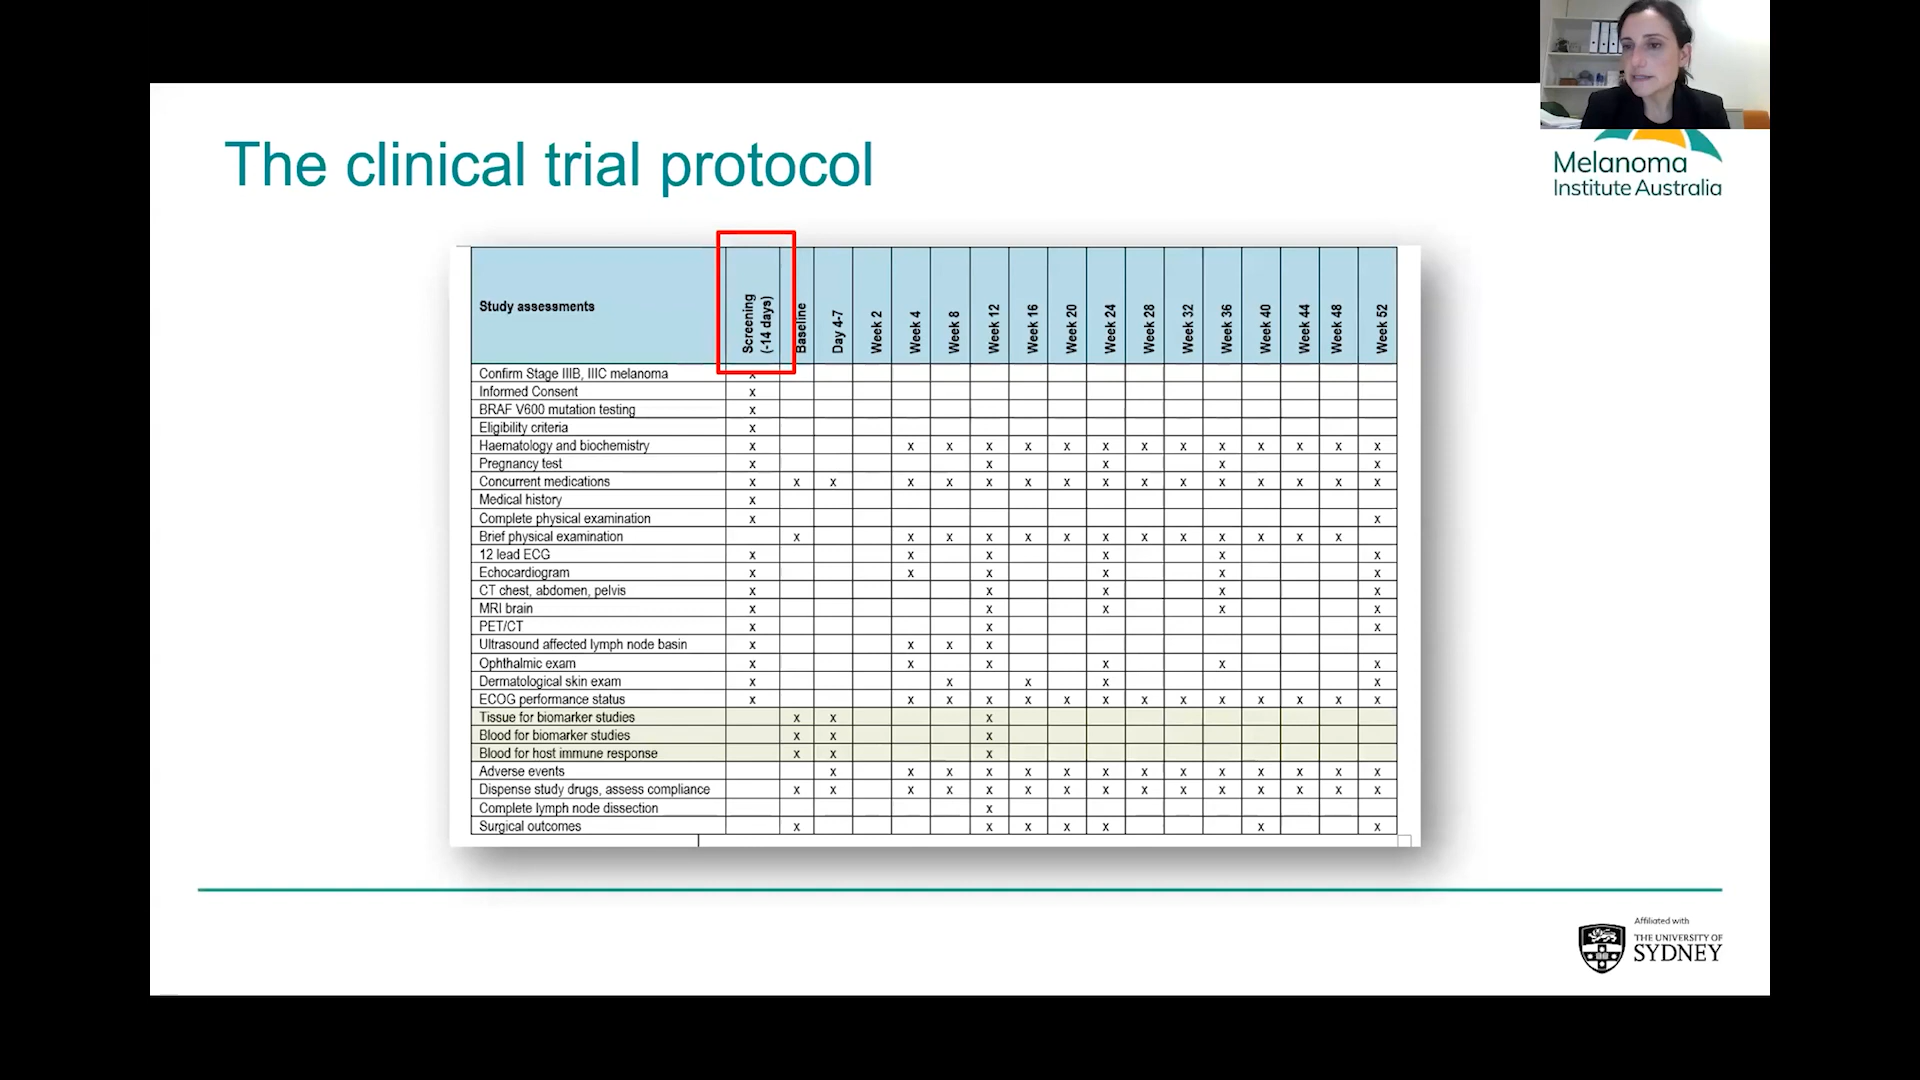 The clinical trial protocol
Melanoma
Institute Australia
Study assessments Screening (-14 days) Baseline Day 4-7 Week 2 Week 4 Week 8 Week 12 Week 16 Week 20 Week 24 Week 28 Week 32 Week 36 Week 40 Week 44 Week 48 Week 52
Confirm Stage IIIB, IIIC melanoma x
Informed Consent x
BRAF V600 mutation testing x
Eligibility criteria x
Haematology and biochemistry x x x x x x x x x x x x x x
Pregnancy test x x x x x
Concurrent medications x x x x x x x x x x x x x x x x
Medical history x
Complete physical examination x x
Brief physical examination x x x x x x x x x x x x x
12 lead ECG x x x x x x
Echocardiogram x x x x x x
CT chest, abdomen, pelvis x x x x x
MRI brain x x x x x
PET/CT x x x
Ultrasound affected lymph node basin x x x x
Ophthalmic exam x x x x x x
Dermatological skin exam x x x x x
ECOG performance status x x x x x x x x x x x x x x
Tissue for biomarker studies x x x
Blood for biomarker studies x x x
Blood for host immune response x x x
Adverse events x x x x x x x x x x x x x x
Dispense study drugs, assess compliance x x x x x x x x x x x x x x x
Complete lymph node dissection x
Surgical outcomes x x x x x x x
Affiliated with
THE UNIVERSITY OF
SYDNEY